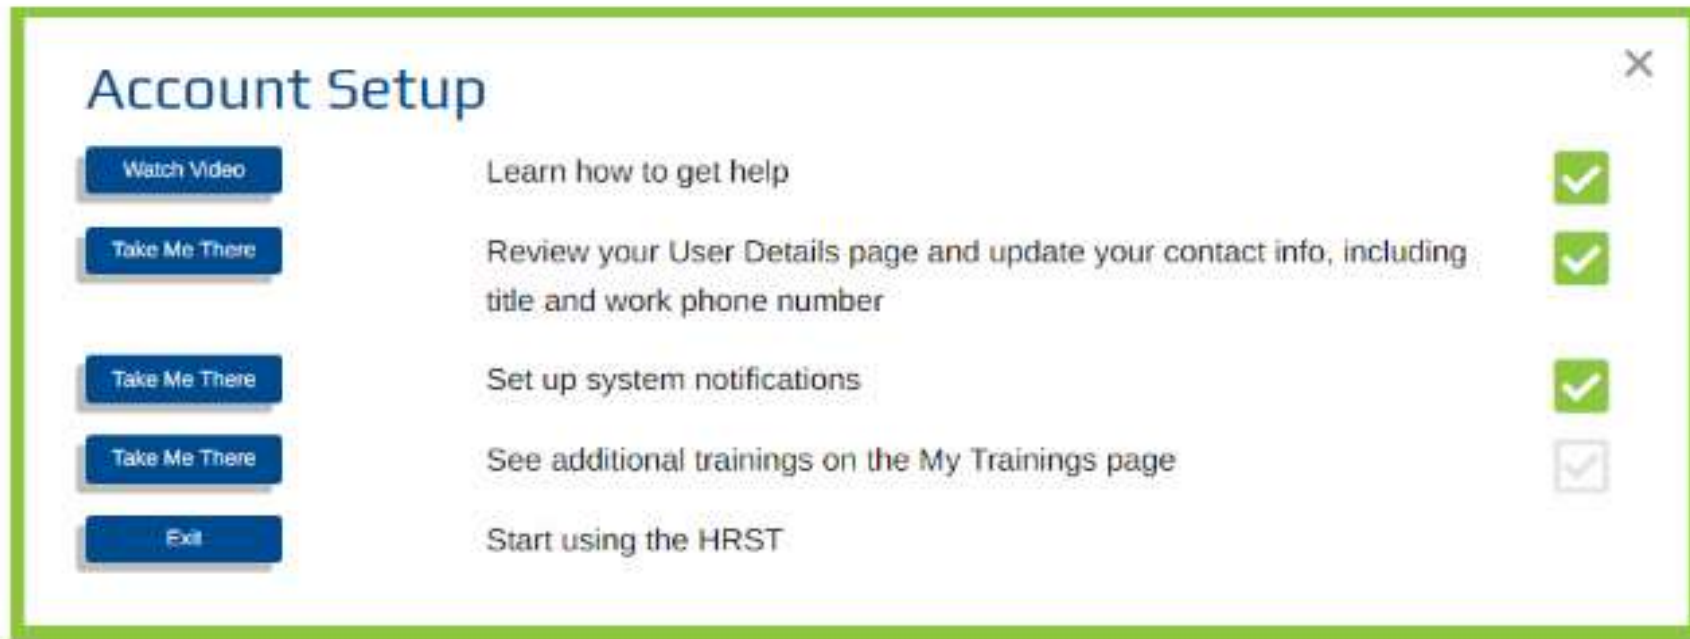 Account Setup
Watch Video
Learn how to get help
Take Me There
Review your User Details page and update your contact info, including
title and work phone number
Take Me There
Set up system notifications
Take Me There
See additional trainings on the My Trainings page
Exit
Start using the HRST